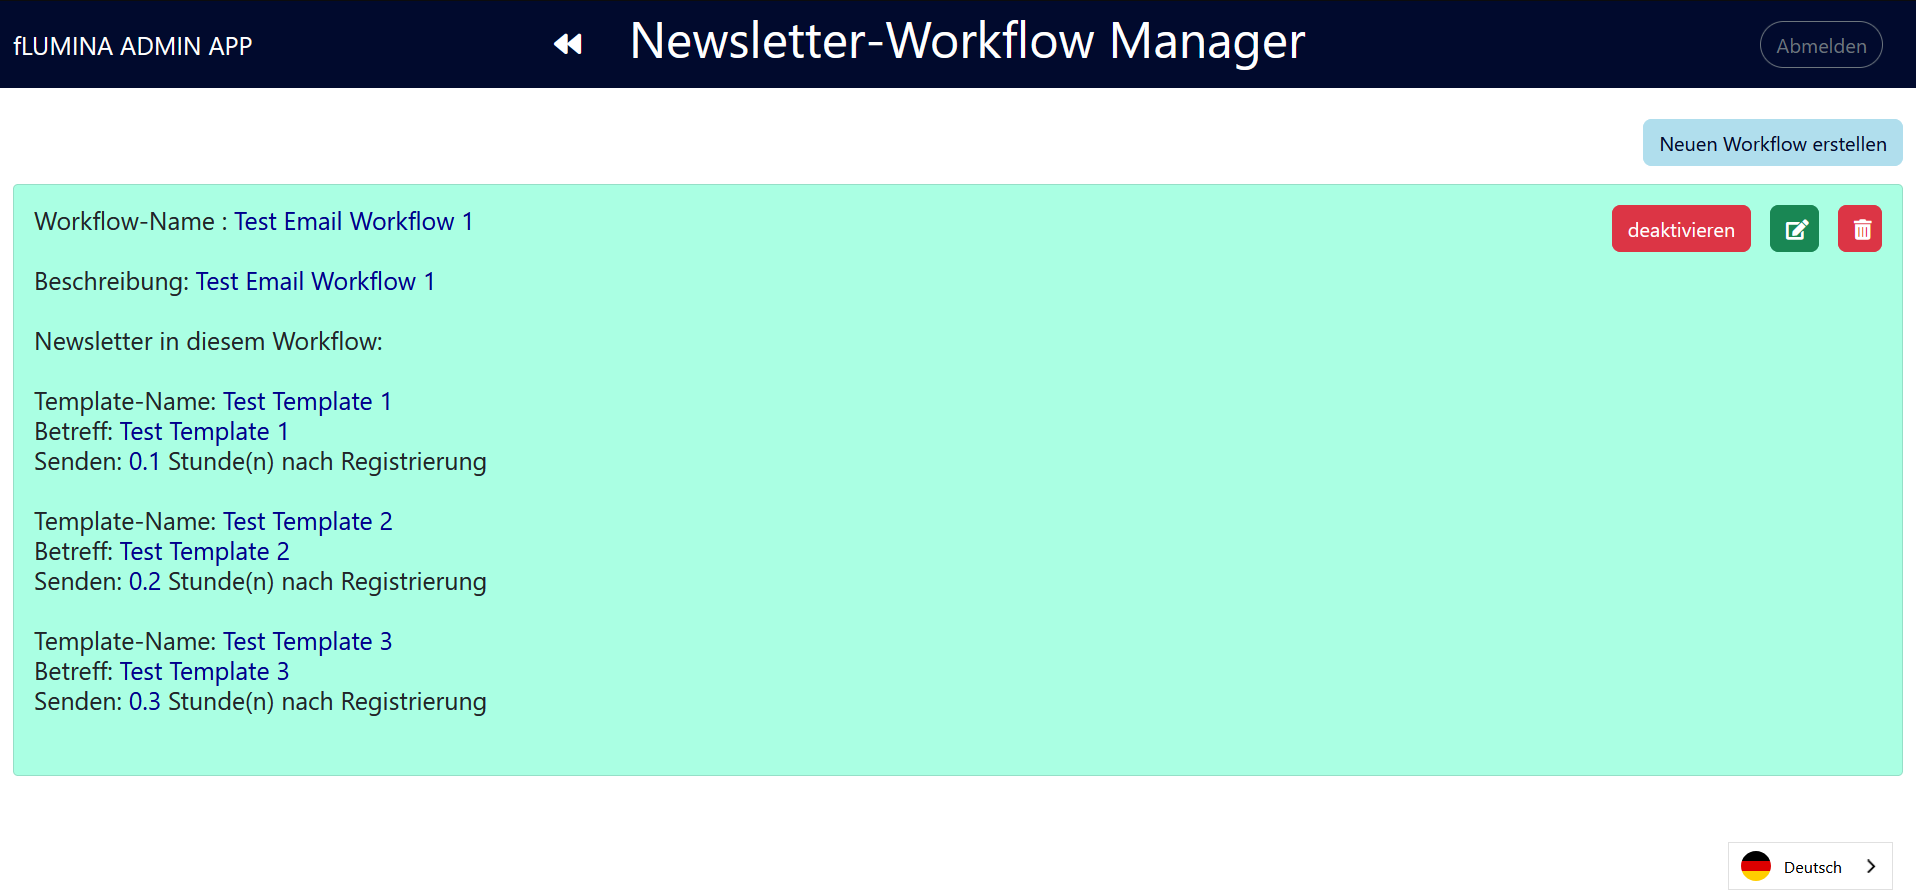 fLUMINA ADMIN APP
Newsletter-Workflow Manager
Abmelden
Neuen Workflow erstellen
Workflow-Name : Test Email Workflow 1
deaktivieren
Beschreibung: Test Email Workflow 1
Newsletter in diesem Workflow:
Template-Name: Test Template 1
Betreff: Test Template 1
Senden: 0.1 Stunde(n) nach Registrierung
Template-Name: Test Template 2
Betreff: Test Template 2
Senden: 0.2 Stunde(n) nach Registrierung
Template-Name: Test Template 3
Betreff: Test Template 3
Senden: 0.3 Stunde(n) nach Registrierung
Deutsch